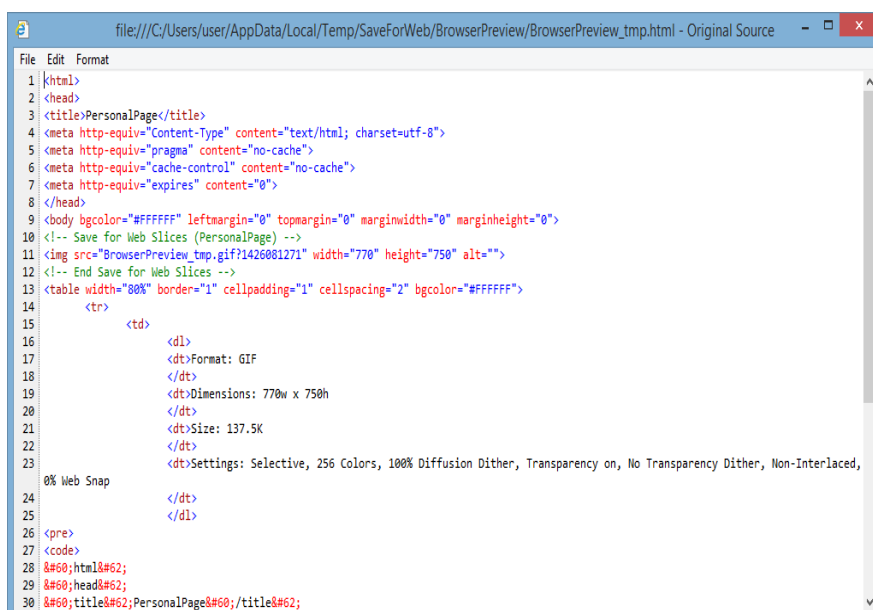 file:///C:/Users/user/AppData/Local/Temp/SaveForWeb/BrowserPreview/BrowserPreview_tmp.html - Original Source
File Edit Format
1 <html>
2 <head>
3 <title>PersonalPage</title>
4 <meta http-equiv="Content-Type" content="text/html; charset=utf-8">
5 <meta http-equiv="pragma" content="no-cache">
6 <meta http-equiv="cache-control" content="no-cache">
7 <meta http-equiv="expires" content="0">
8 </head>
9 <body bgcolor="#FFFFFF" leftmargin="0" topmargin="0" marginwidth="0" marginheight="0">
10 <!-- Save for Web Slices (PersonalPage) -->
11 <img src="BrowserPreview_tmp.gif?1426081271" width="770" height="750" alt="">
12 <!-- End Save for Web Slices -->
13 <table width="80%" border="1" cellpadding="1" cellspacing="2" bgcolor="#FFFFFF">
14 <tr>
15 <td>
16 <dl>
17 <dt>Format: GIF
18 </dt>
19 <dt>Dimensions: 770w x 750h
20 </dt>
21 <dt>Size: 137.5K
22 </dt>
23 <dt>Settings: Selective, 256 Colors, 100% Diffusion Dither, Transparency on, No Transparency Dither, Non-Interlaced,
0% Web Snap
24 </dt>
25 </dl>
26 <pre>
27 <code>
28 &#60;html&#62;
29 &#60;head&#62;
30 &#60;title&#62;PersonalPage&#60;/title&#62;